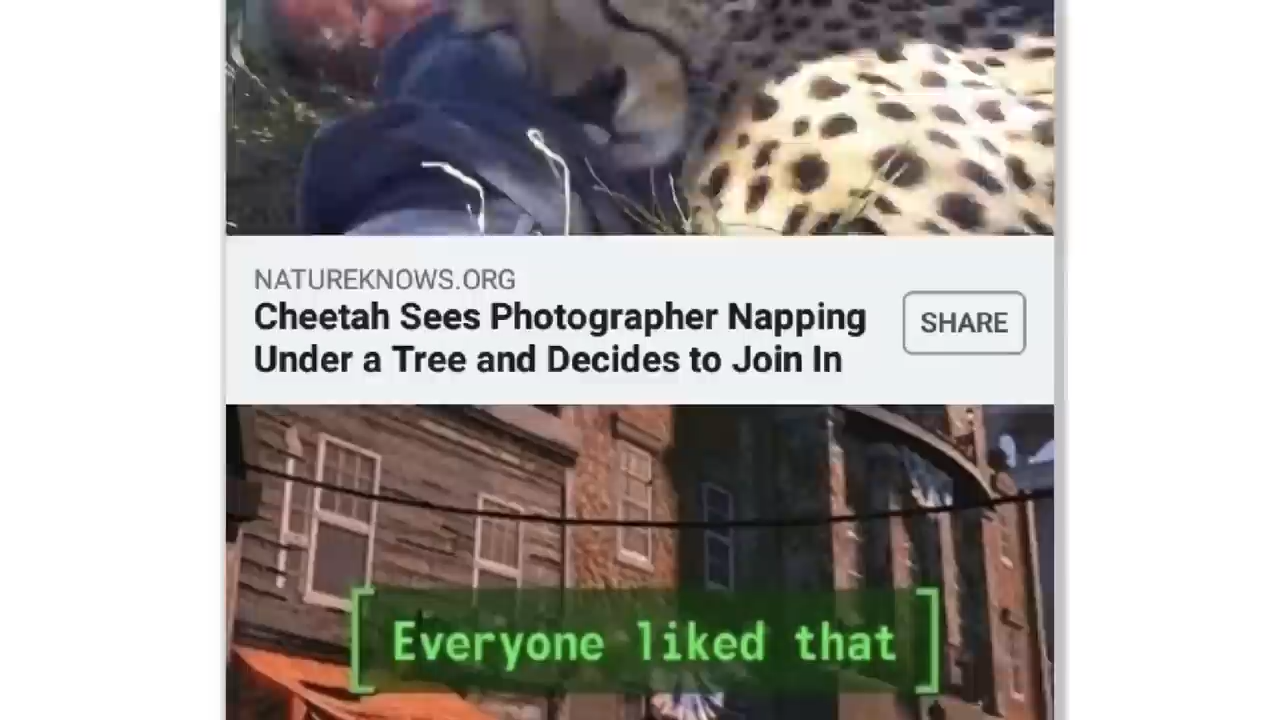 NATUREKNOWS.ORG
Cheetah Sees Photographer Napping
Under a Tree and Decides to Join In
SHARE
[Everyone liked that]